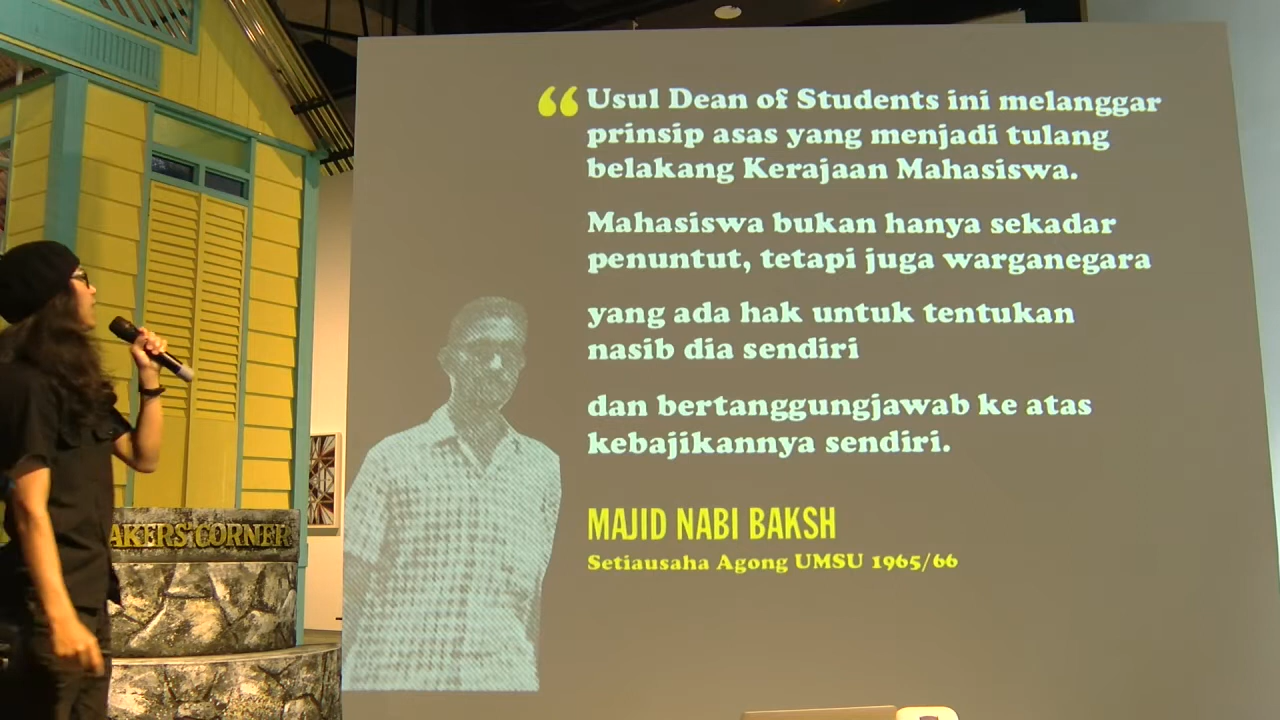 “ Usul Dean of Students ini melanggar
prinsip asas yang menjadi tulang
belakang Kerajaan Mahasiswa.
Mahasiswa bukan hanya sekadar
penuntut, tetapi juga warganegara
yang ada hak untuk tentukan
nasib dia sendiri
dan bertanggungjawab ke atas
kebajikannya sendiri.
MAJID NABI BAKSH
Setiausaha Agong UMSU 1965/66
AKERS' CORNER